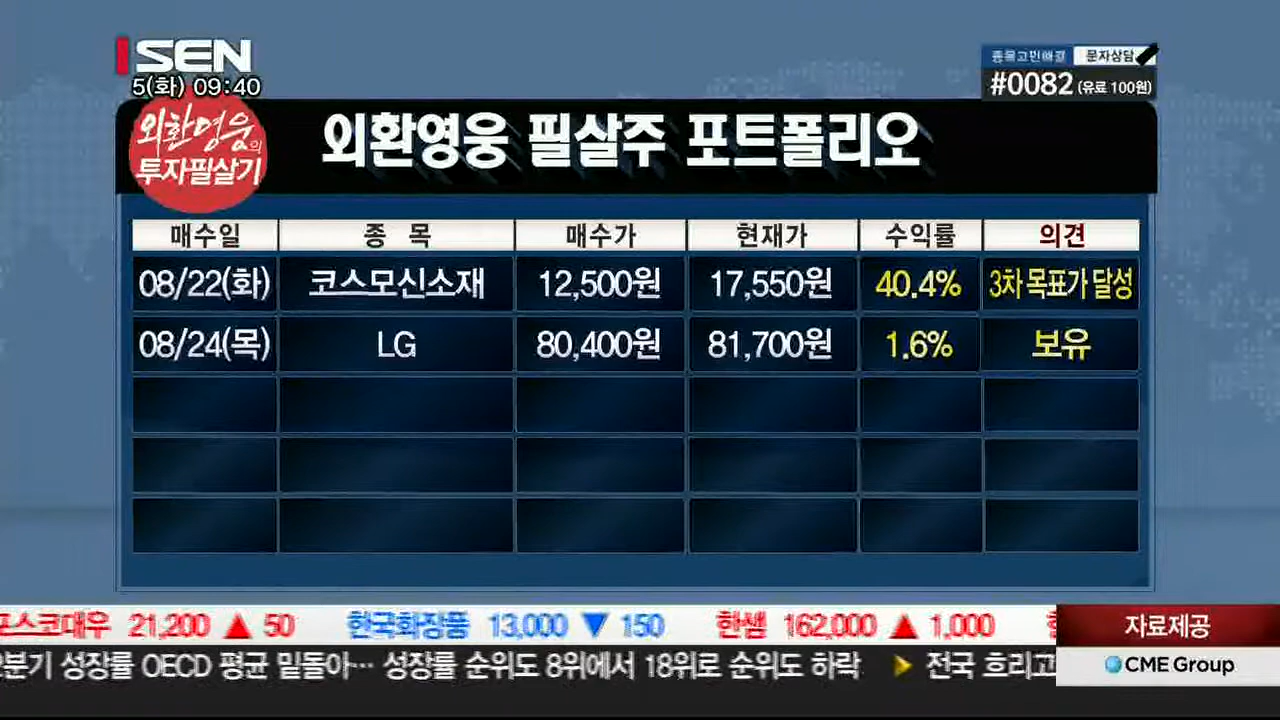 SEN
5(화) 09:40
종목고민해결 문자상담
#0082 (유료 100원)
외환영웅의
투자필살기
외환영웅 필살주 포트폴리오
매수일 종 목 매수가 현재가 수익률 의견
08/22(화) 코스모신소재 12,500원 17,550원 40.4% 3차 목표가 달성
08/24(목) LG 80,400원 81,700원 1.6% 보유
포스코대우 21,200 ▲ 50 한국화장품 13,000 ▼ 150 한쌤 162,000 ▲ 1,000
자료제공
2분기 성장률 OECD 평균 밑돌아… 성장률 순위도 8위에서 18위로 순위도 하락 ▶ 전국 흐리고
CME Group